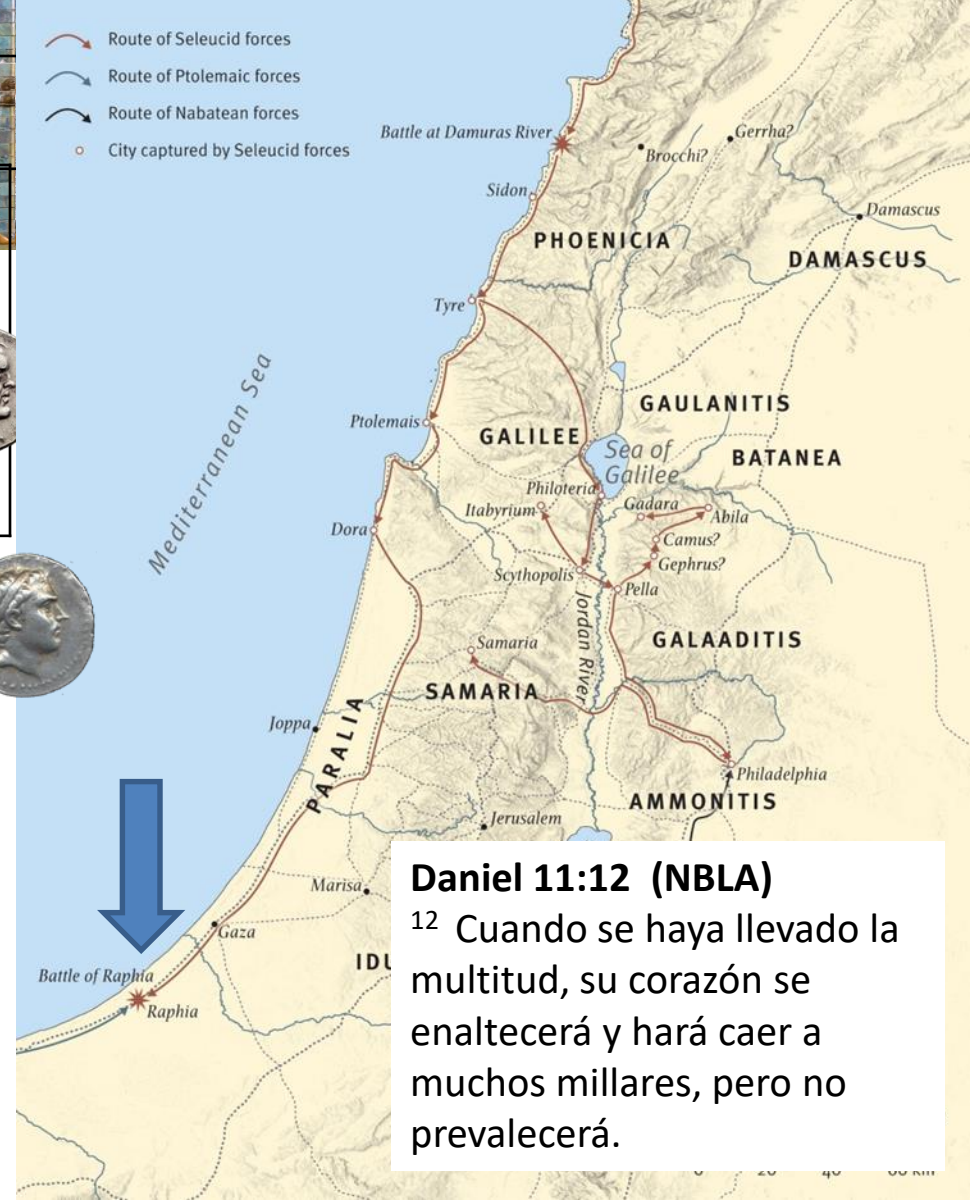 Route of Seleucid forces
Route of Ptolemaic forces
Route of Nabatean forces
City captured by Seleucid forces
Battle at Damuras River
Gerrha?
Brocchi?
Sidon
Damascus
PHOENICIA
DAMASCUS
Tyre
Mediterranean Sea
GAULANITIS
Ptolemais
GALILEE
Sea of
Galilee
BATANEA
Philoteria
Itabyrium
Gadara
Abila
Dora
Camus?
Gephrus?
Scythopolis
Pella
Jordan River
Samaria
GALAADITIS
SAMARIA
Joppa
PARALIA
Philadelphia
AMMONITIS
Jerusalem
Marisa
Gaza
Battle of Raphia
Raphia
Daniel 11:12 (NBLA)
12 Cuando se haya llevado la
multitud, su corazón se
enaltecerá y hará caer a
muchos millares, pero no
prevalecerá.